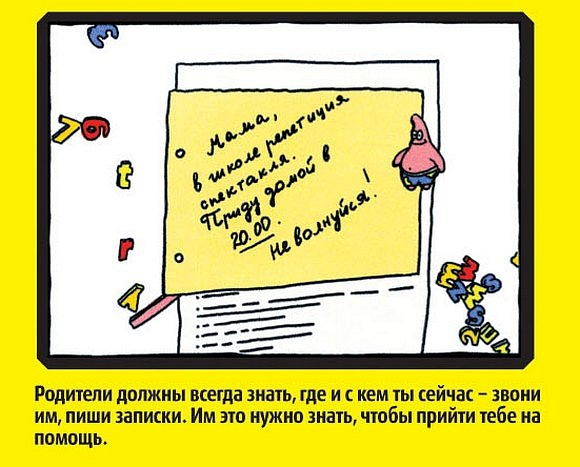 Мама,
в школе репетиция
спектакля.
Приду домой в
20.00.
Не волнуйся!
Родители должны всегда знать, где и с кем ты сейчас – звони
им, пиши записки. Им это нужно знать, чтобы прийти тебе на
помощь.